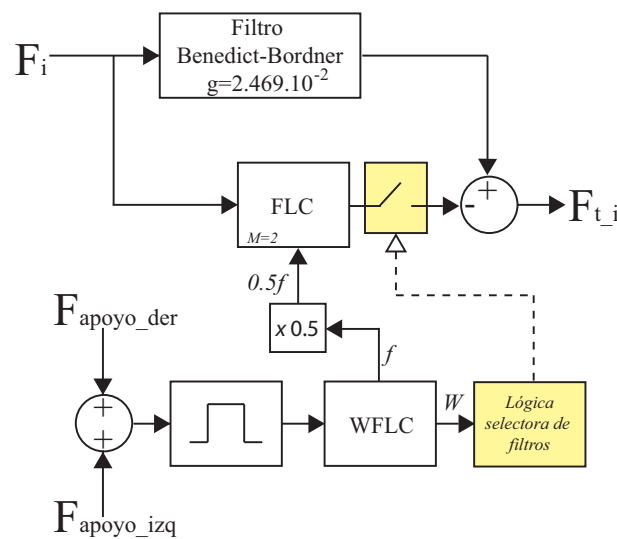 Filtro
Benedict-Bordner
g=2.469.10-2
Fi
+
-
Ft_i
FLC
M=2
0.5f
x 0.5
f
Fapoyo_der
+
+
WFLC
W
Lógica
selectora de
filtros
Fapoyo_izq